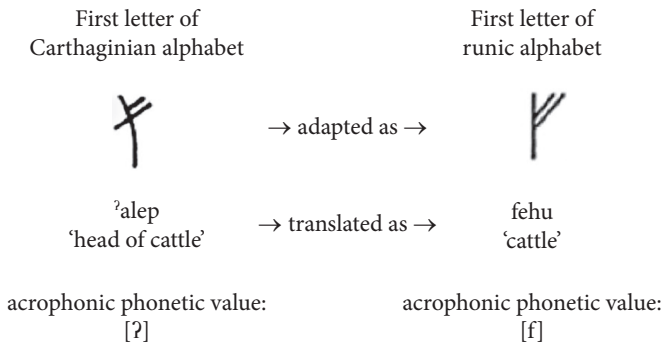 First letter of Carthaginian alphabet
First letter of runic alphabet
→ adapted as →
ˀalep
'head of cattle'
→ translated as →
fehu
'cattle'
acrophonic phonetic value:
[ʔ]
acrophonic phonetic value:
[f]